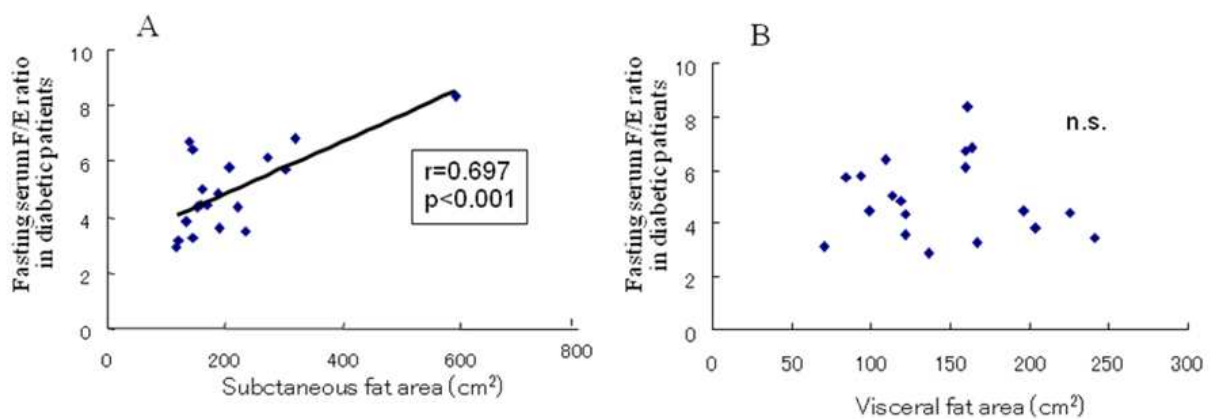 A
Fasting serum F/E ratio
in diabetic patients
10
8
6
4
2
0
r=0.697
p<0.001
0 200 400 600 800
Subctaneous fat area (cm²)
B
Fasting serum F/E ratio
in diabetic patients
10
8
6
4
2
0
n.s.
0 50 100 150 200 250 300
Visceral fat area (cm²)